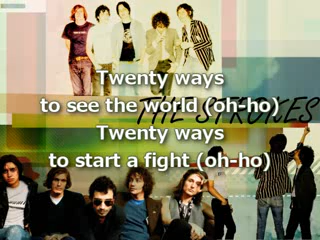 Twenty ways
to see the world (oh-ho)
THE STROKES
Twenty ways
to start a fight (oh-ho)